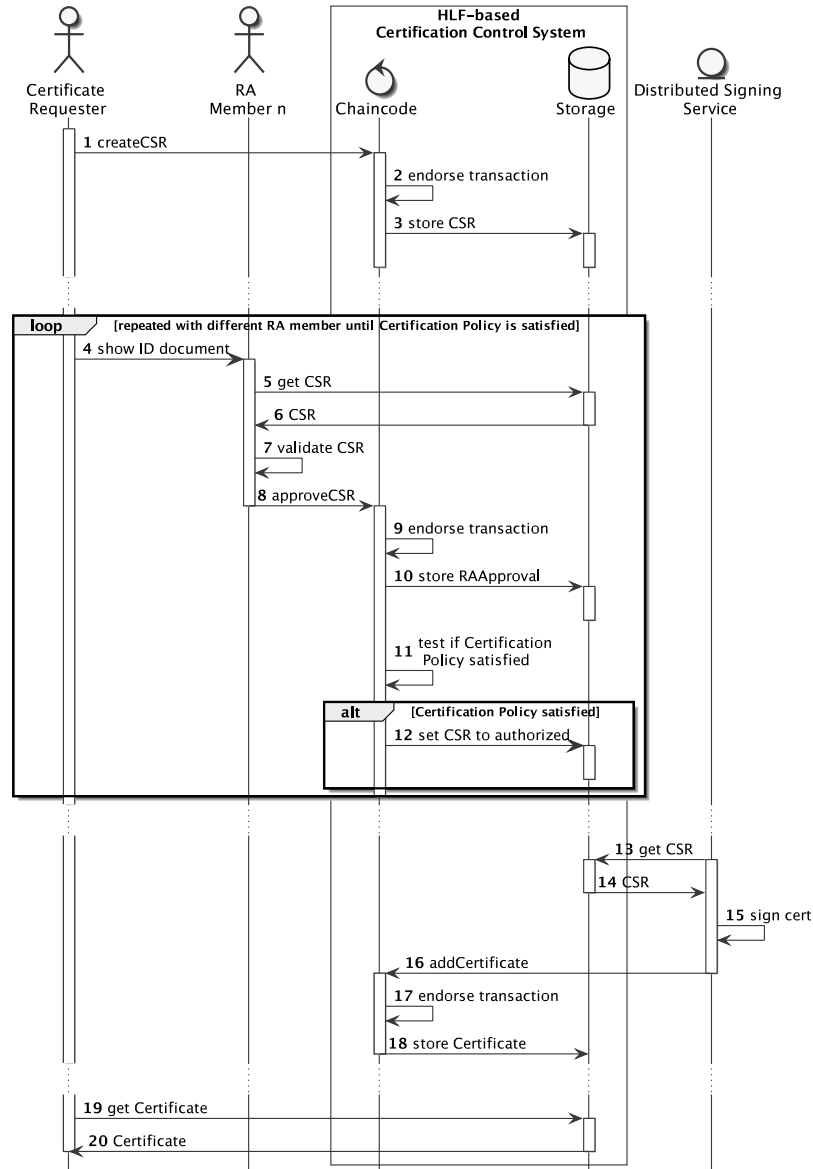 HLF-based
Certification Control System
Certificate
Requester
RA
Member n
Chaincode
Storage
Distributed Signing
Service
1 createCSR
2 endorse transaction
3 store CSR
loop [repeated with different RA member until Certification Policy is satisfied]
4 show ID document
5 get CSR
6 CSR
7 validate CSR
8 approveCSR
9 endorse transaction
10 store RAApproval
11 test if Certification
Policy satisfied
alt [Certification Policy satisfied]
12 set CSR to authorized
13 get CSR
14 CSR
15 sign cert
16 addCertificate
17 endorse transaction
18 store Certificate
19 get Certificate
20 Certificate